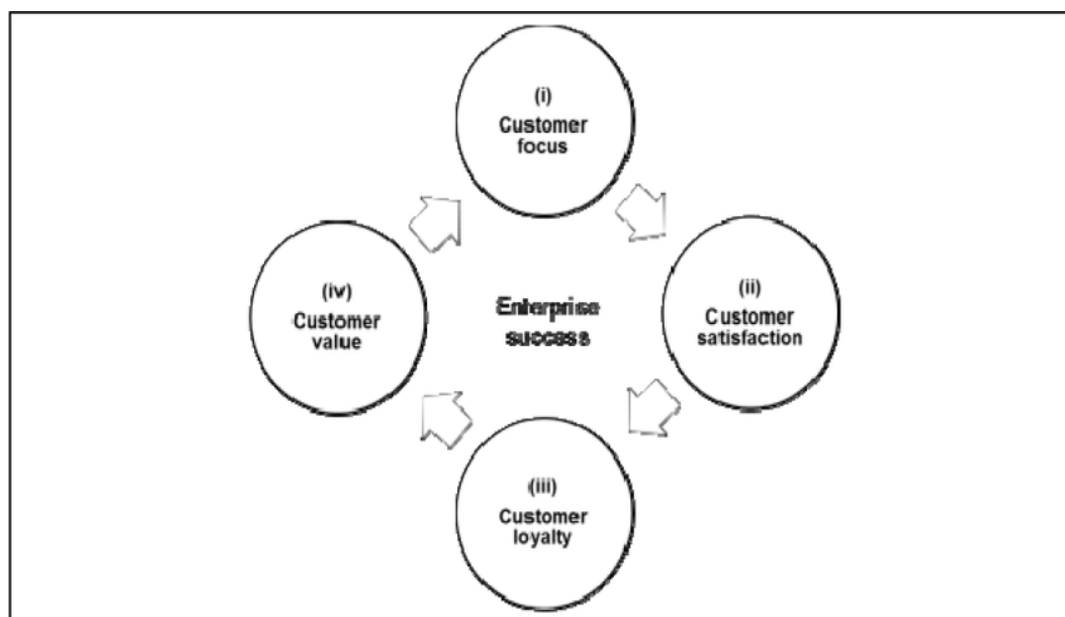 (i)
Customer
focus
(ii)
Customer
satisfaction
(iii)
Customer
loyalty
(iv)
Customer
value
Enterprise
success